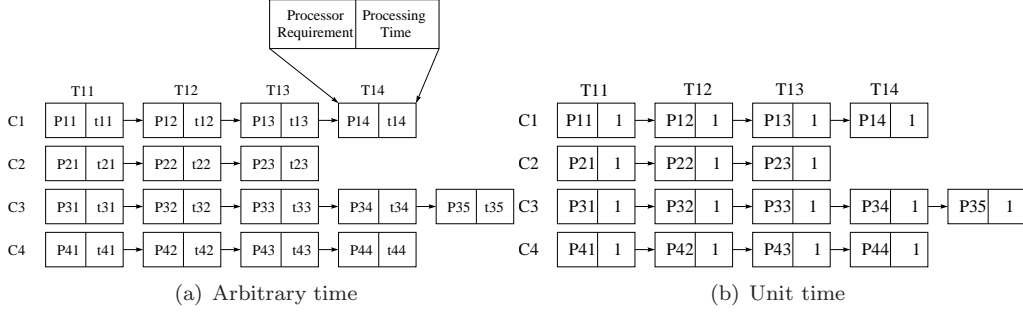 Processor Requirement Processing Time
T11 T12 T13 T14
C1 P11 t11 P12 t12 P13 t13 P14 t14
C2 P21 t21 P22 t22 P23 t23
C3 P31 t31 P32 t32 P33 t33 P34 t34 P35 t35
C4 P41 t41 P42 t42 P43 t43 P44 t44
(a) Arbitrary time
T11 T12 T13 T14
C1 P11 1 P12 1 P13 1 P14 1
C2 P21 1 P22 1 P23 1
C3 P31 1 P32 1 P33 1 P34 1 P35 1
C4 P41 1 P42 1 P43 1 P44 1
(b) Unit time